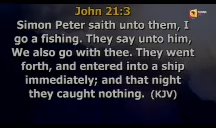 John 21:3
Simon Peter saith unto them, I
go a fishing. They say unto him,
We also go with thee. They went
forth, and entered into a ship
immediately; and that night
they caught nothing. (KJV)